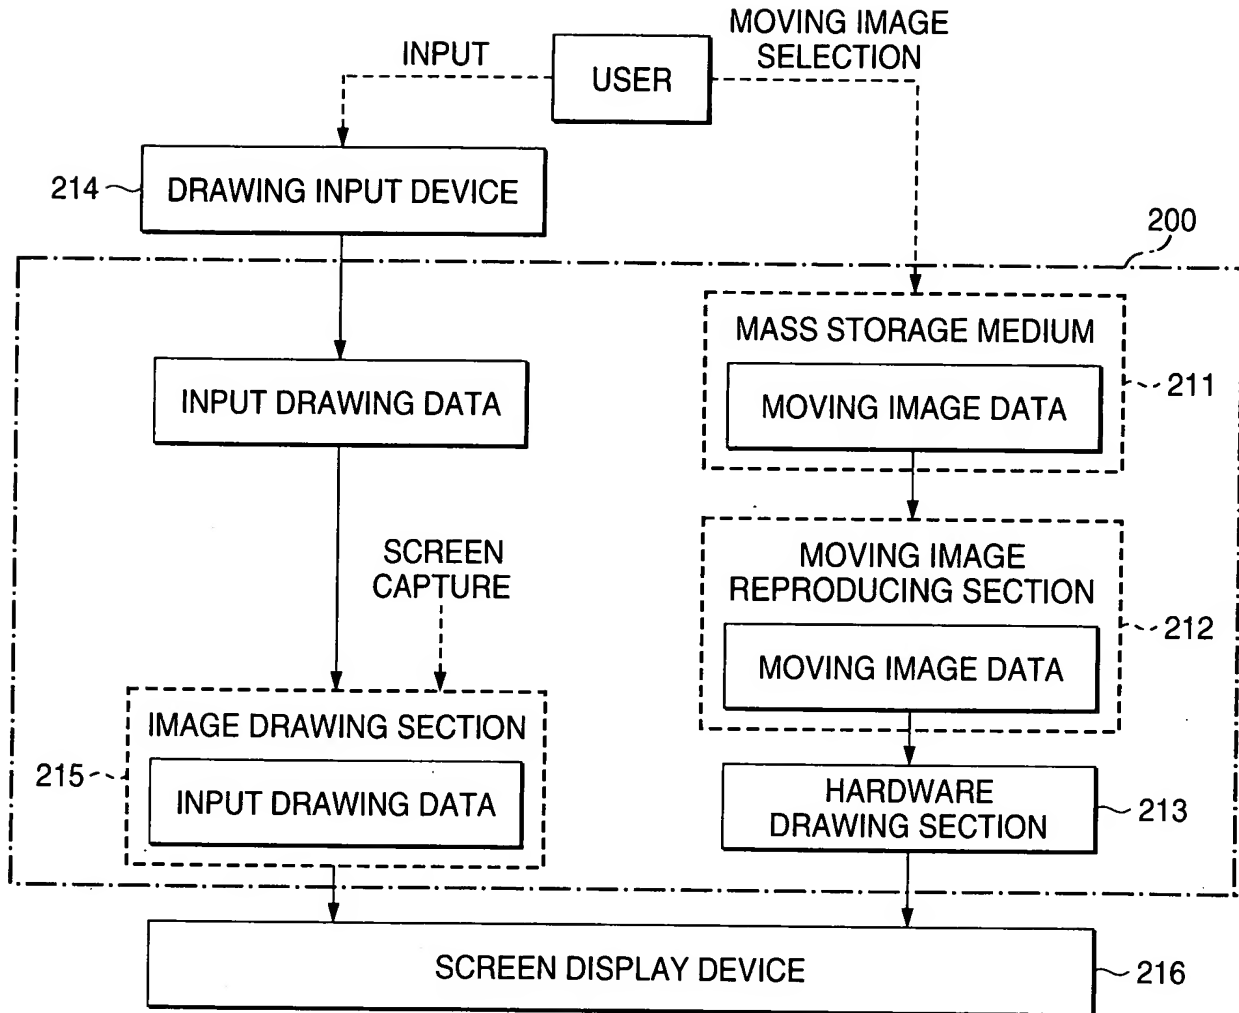 MOVING IMAGE
SELECTION
INPUT
USER
214
DRAWING INPUT DEVICE
200
MASS STORAGE MEDIUM
INPUT DRAWING DATA
MOVING IMAGE DATA
211
SCREEN
CAPTURE
MOVING IMAGE
REPRODUCING SECTION
212
MOVING IMAGE DATA
IMAGE DRAWING SECTION
215
INPUT DRAWING DATA
HARDWARE
DRAWING SECTION
213
SCREEN DISPLAY DEVICE
216